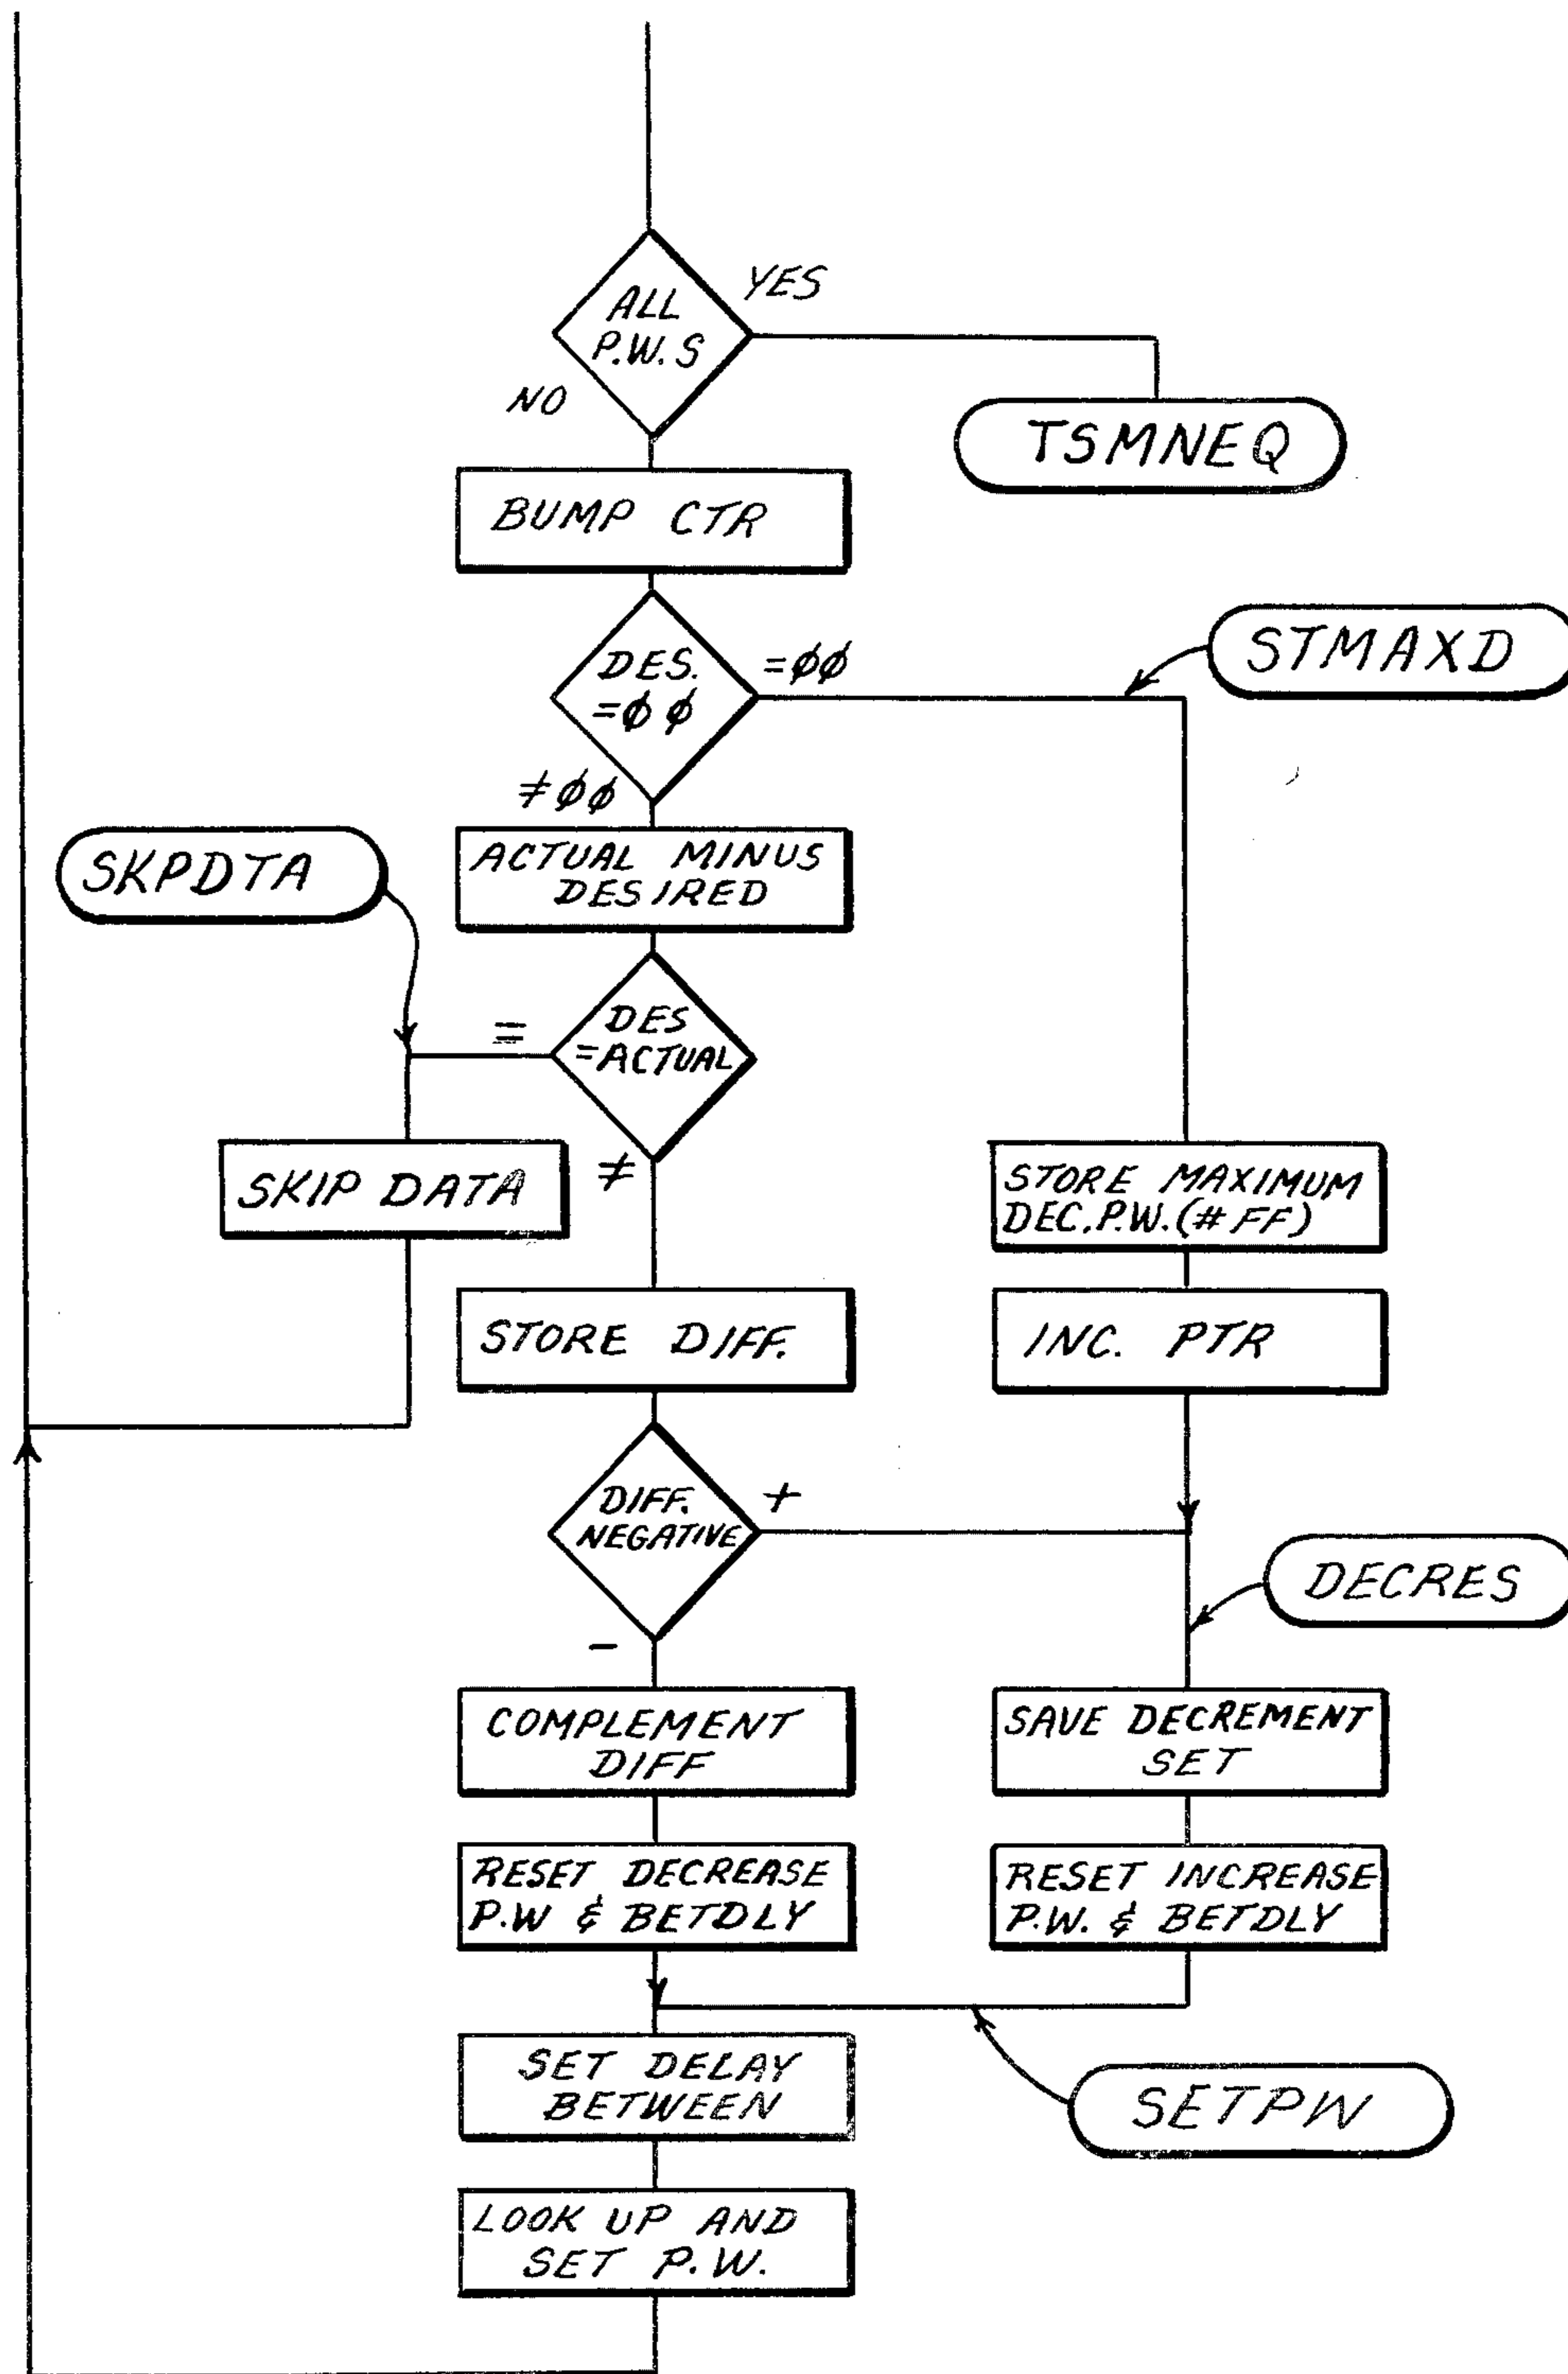 ALL
P.W.S
YES
NO
TSMNEQ
BUMP CTR
DES.
=ØØ
=ØØ
STMAXD
≠ØØ
SKPDTA
ACTUAL MINUS
DESIRED
DES
=ACTUAL
=
≠
SKIP DATA
STORE MAXIMUM
DEC.P.W.(#FF)
STORE DIFF.
INC. PTR
DIFF.
NEGATIVE
+
DECRES
-
COMPLEMENT
DIFF
SAVE DECREMENT
SET
RESET DECREASE
P.W & BETDLY
RESET INCREASE
P.W. & BETDLY
SET DELAY
BETWEEN
SETPW
LOOK UP AND
SET P.W.